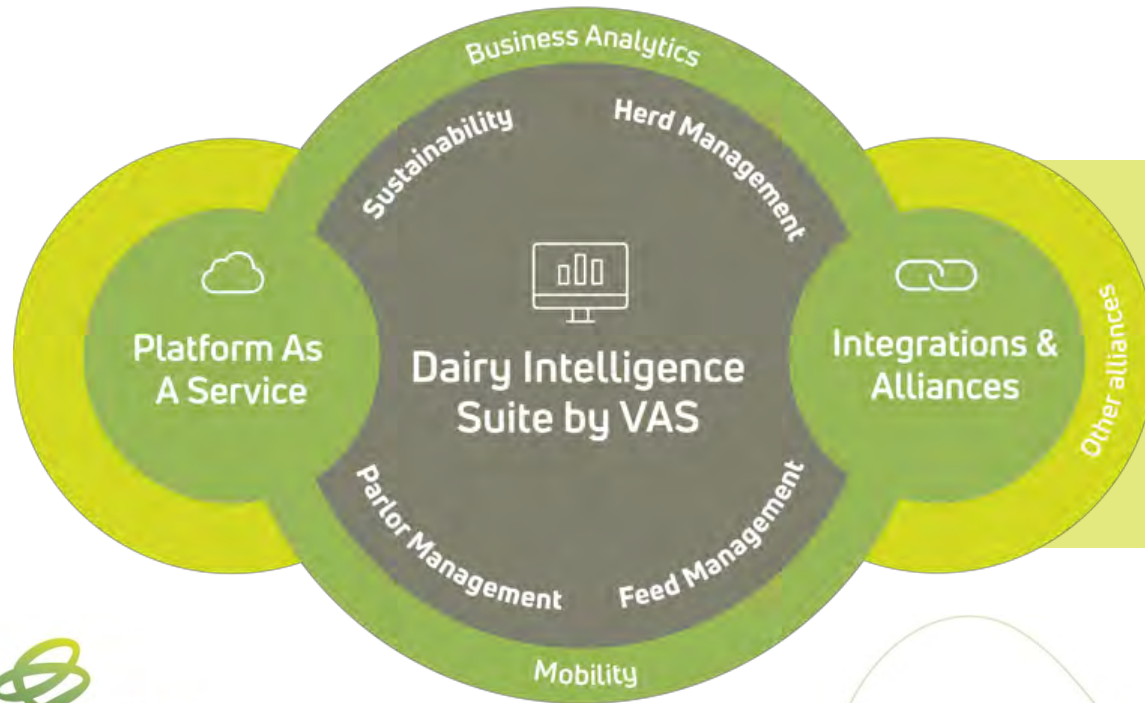 Business Analytics
Sustainability
Herd Management
Platform As
A Service
Dairy Intelligence
Suite by VAS
Integrations &
Alliances
Other alliances
Parlor Management
Feed Management
Mobility